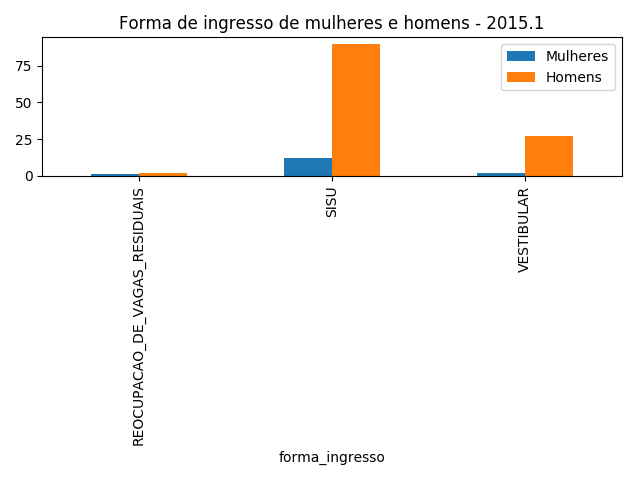 Forma de ingresso de mulheres e homens - 2015.1
Mulheres
Homens
75
50
25
0
REOCUPACAO_DE_VAGAS_RESIDUAIS
SISU
VESTIBULAR
forma_ingresso